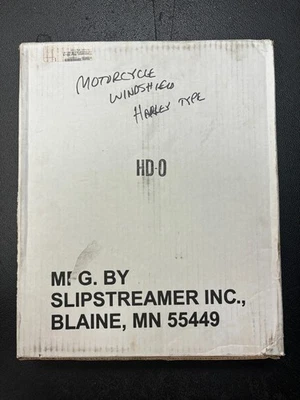 MOTORCYCLE
WINDSHIELD
HARLEY TYPE
HD-0
MFG. BY
SLIPSTREAMER INC.,
BLAINE, MN 55449